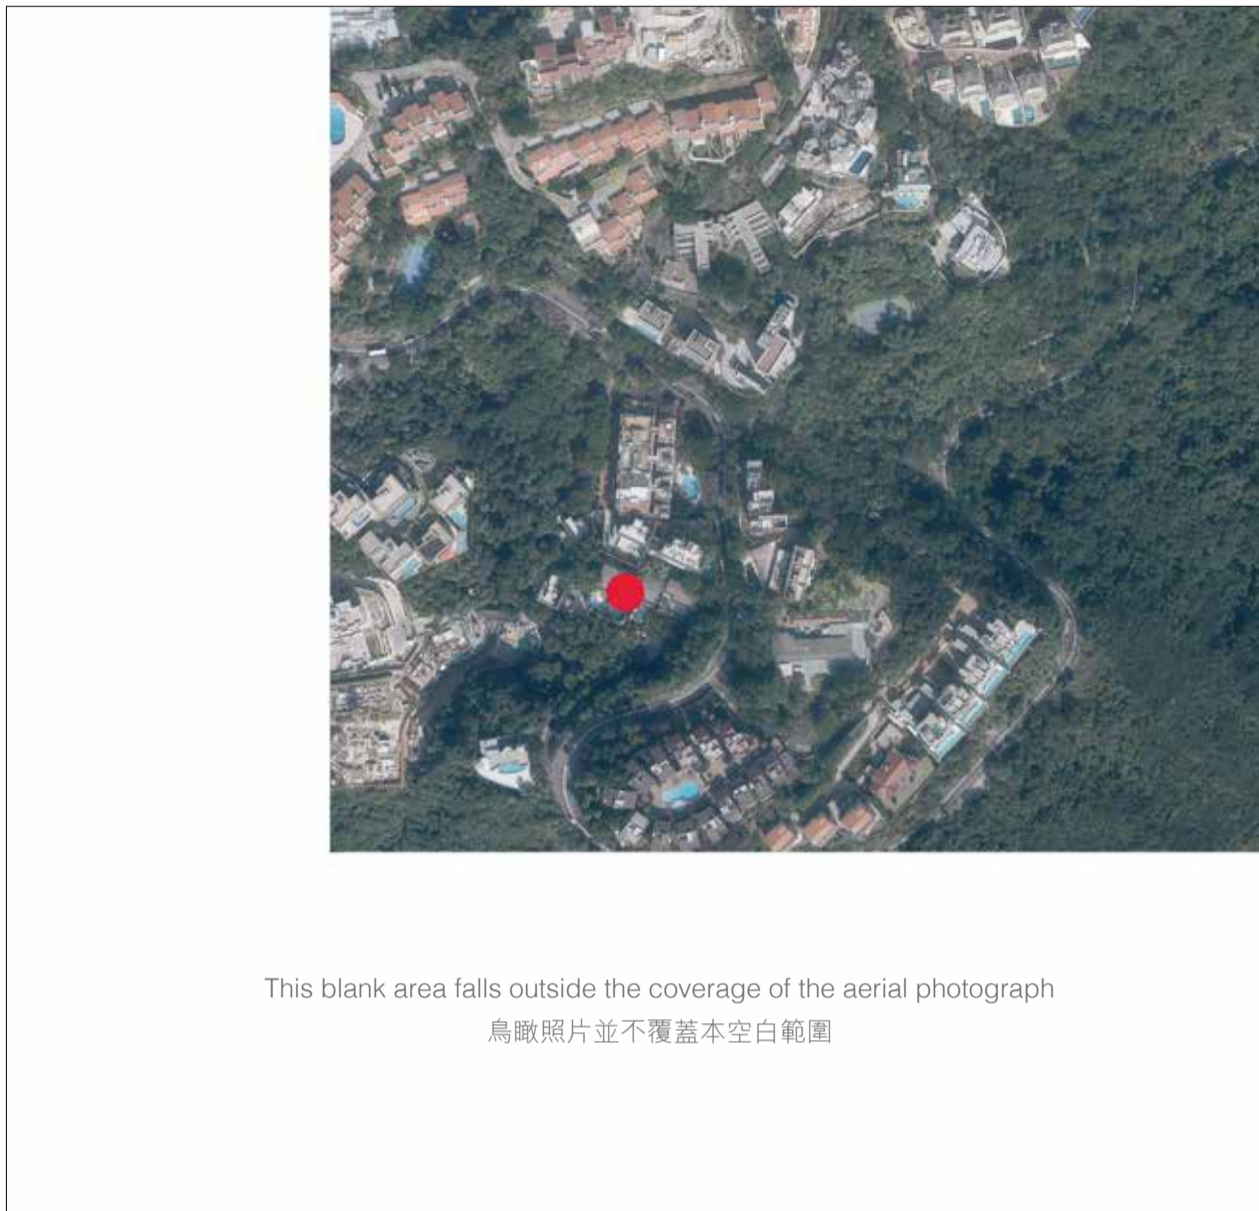 This blank area falls outside the coverage of the aerial photograph
鳥瞰照片並不覆蓋本空白範圍